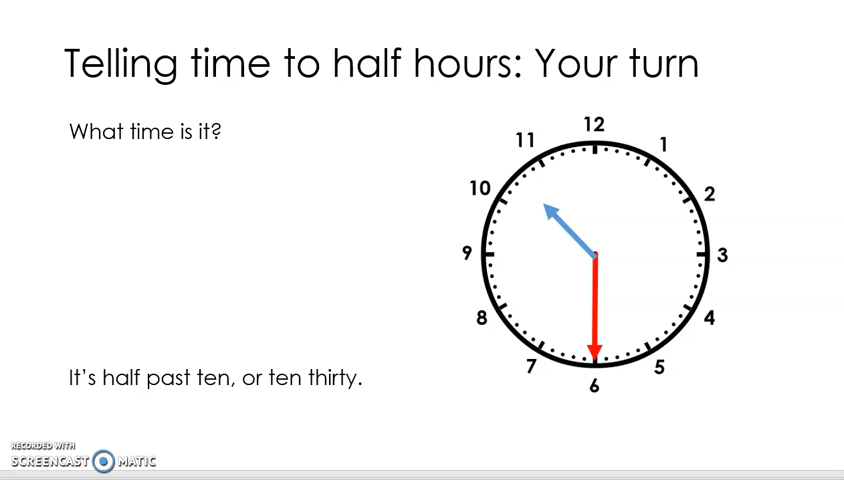 Telling time to half hours: Your turn
What time is it?
12
11
1
10
2
9
3
8
4
7
5
6
It's half past ten, or ten thirty.
RECORDED WITH
SCREENCAST MATIC